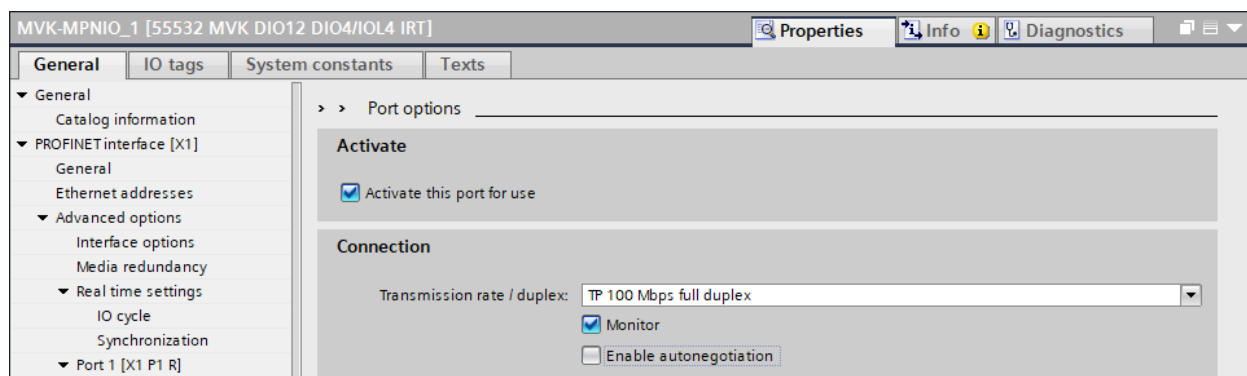 MVK-MPNIO_1 [55532 MVK DIO12 DIO4/IOL4 IRT]
Properties
Info
Diagnostics
General
IO tags
System constants
Texts
General
Catalog information
PROFINET interface [X1]
General
Ethernet addresses
Advanced options
Interface options
Media redundancy
Real time settings
IO cycle
Synchronization
Port 1 [X1 P1 R]
> > Port options
Activate
Activate this port for use
Connection
Transmission rate / duplex: TP 100 Mbps full duplex
Monitor
Enable autonegotiation